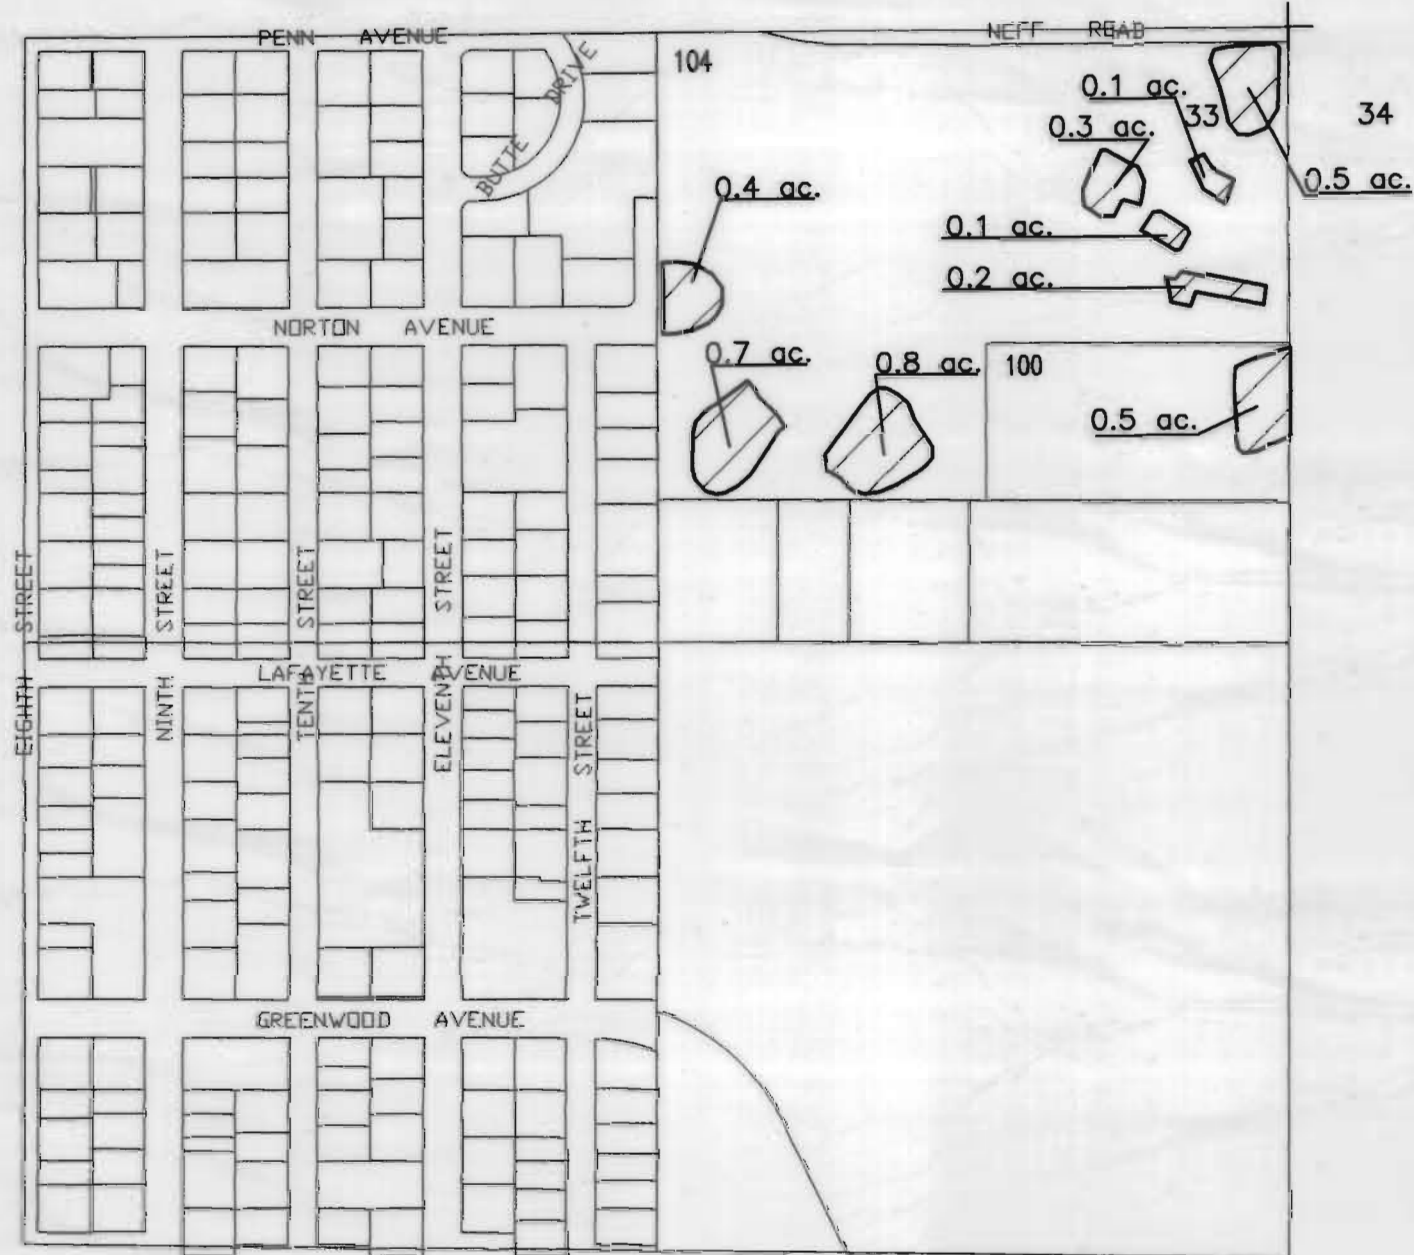 PENN AVENUE
NEFF READ
104
BUTTE DRIVE
0.1 ac.
33
34
0.3 ac.
0.5 ac.
0.4 ac.
0.1 ac.
0.2 ac.
NORTON AVENUE
0.7 ac.
0.8 ac.
100
0.5 ac.
EIGHTH STREET
NINTH STREET
TENTH STREET
ELEVENTH STREET
LAFAYETTE AVENUE
TWELFTH STREET
GREENWOOD AVENUE